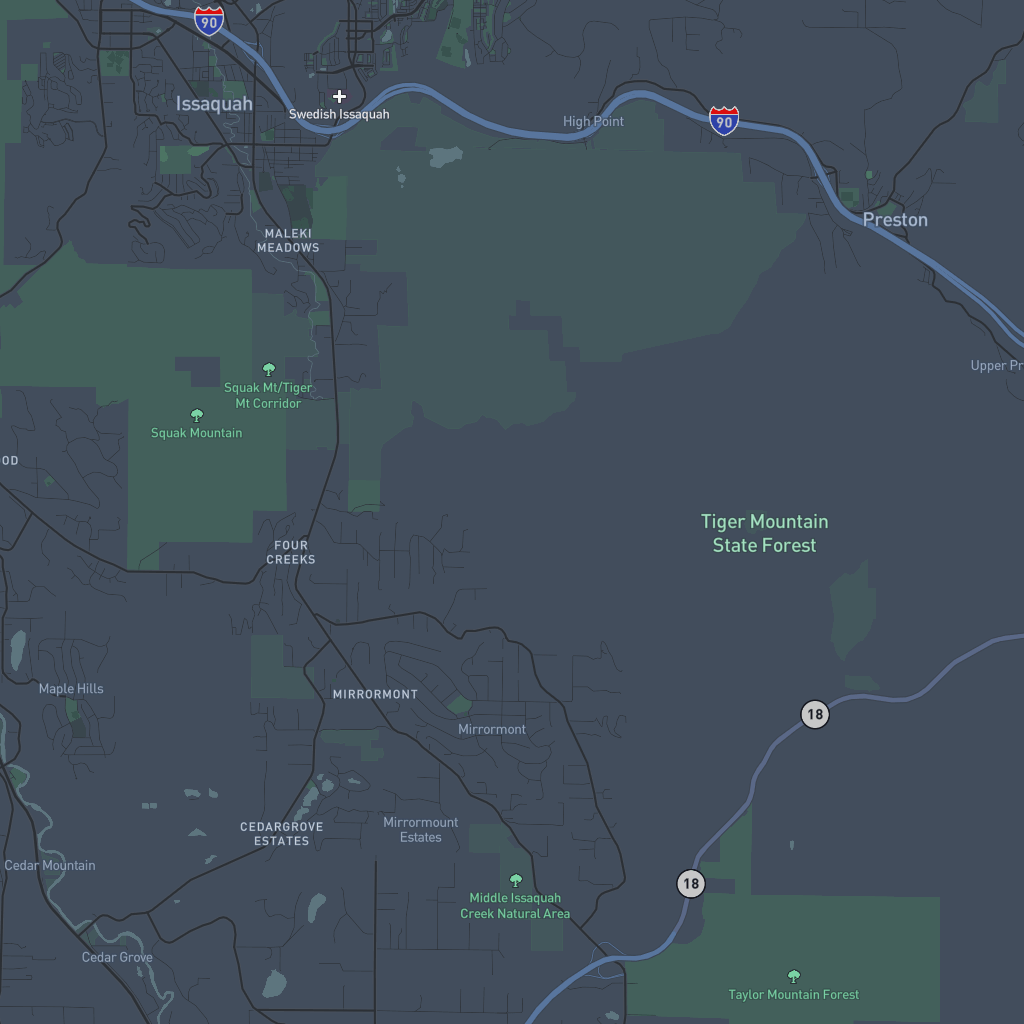 90
Issaquah
Swedish Issaquah
High Point
90
Preston
MALEKI
MEADOWS
Upper Pr
Squak Mt/Tiger
Mt Corridor
Squak Mountain
OD
Tiger Mountain
State Forest
FOUR
CREEKS
Maple Hills
MIRRORMONT
18
Mirrormont
Mirrormount
Estates
CEDARGROVE
ESTATES
Cedar Mountain
18
Middle Issaquah
Creek Natural Area
Cedar Grove
Taylor Mountain Forest